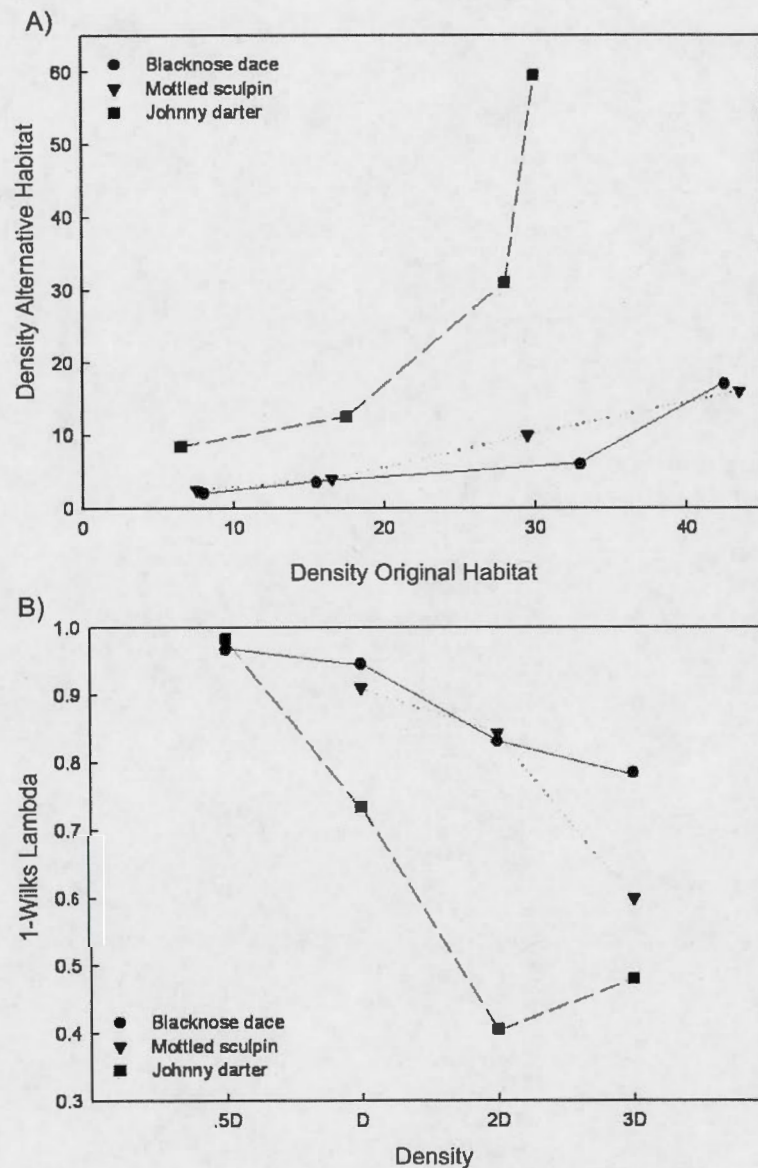 A)
60
50
40
30
20
10
0
Blacknose dace
Mottled sculpin
Johnny darter
Density Alternative Habitat
0 10 20 30 40
Density Original Habitat
B)
1.0
0.9
0.8
0.7
0.6
0.5
0.4
0.3
1-Wilks Lambda
Blacknose dace
Mottled sculpin
Johnny darter
.5D D 2D 3D
Density